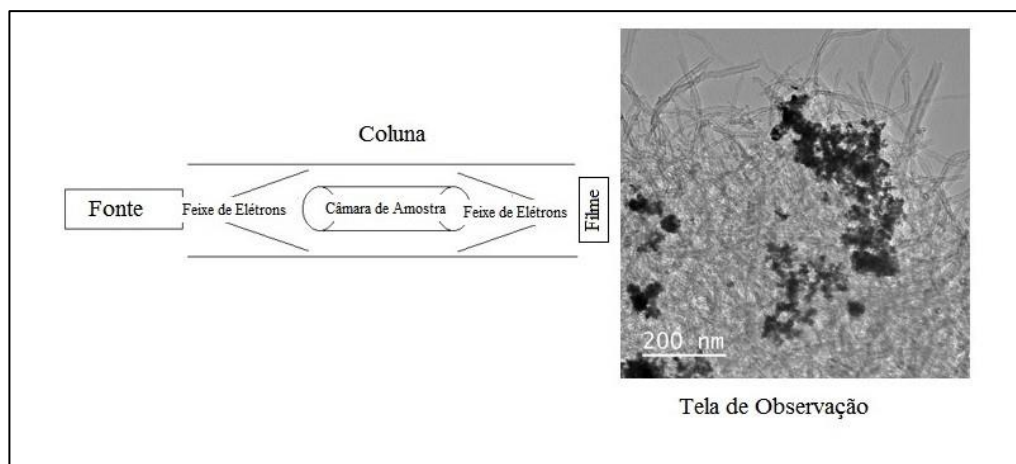 Coluna
Fonte
Feixe de Elétrons
Câmara de Amostra
Feixe de Elétrons
Filme
200 nm
Tela de Observação